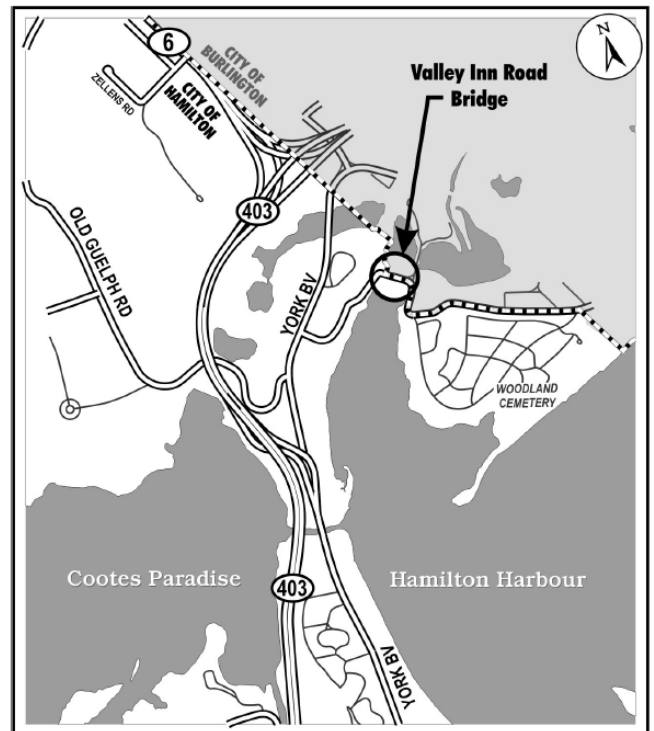 N
6
CITY OF
BURLINGTON
CITY OF
HAMILTON
ZELLENS RD
Valley Inn Road
Bridge
403
OLD GUELPH RD
YORK BV
WOODLAND
CEMETERY
Cootes Paradise
Hamilton Harbour
403
YORK BV